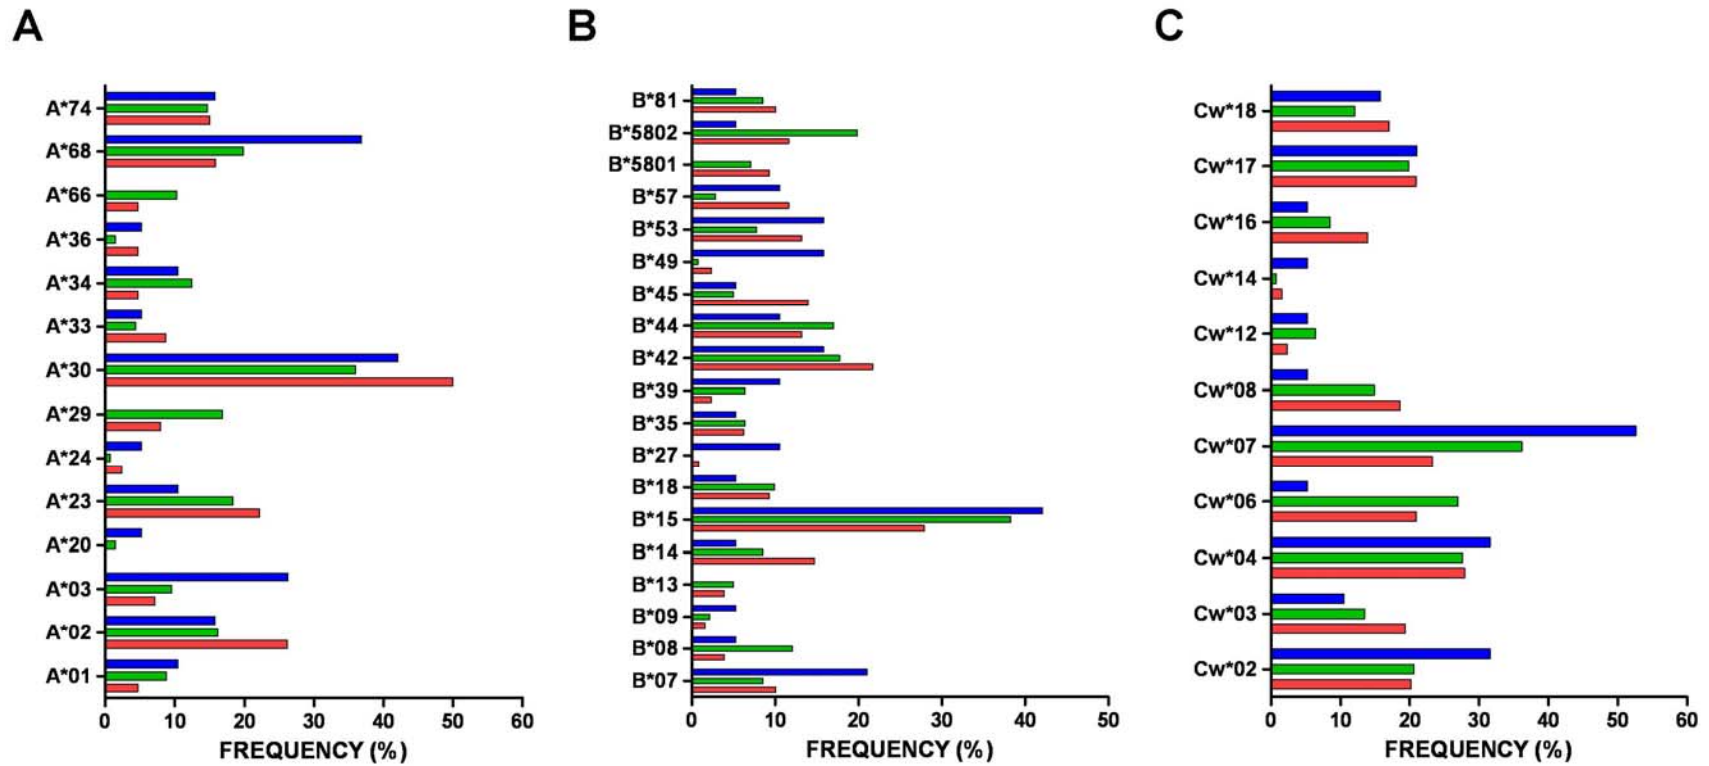 A
A*74
A*68
A*66
A*36
A*34
A*33
A*30
A*29
A*24
A*23
A*20
A*03
A*02
A*01
0 10 20 30 40 50 60
FREQUENCY (%)
B
B*81
B*5802
B*5801
B*57
B*53
B*49
B*45
B*44
B*42
B*39
B*35
B*27
B*18
B*15
B*14
B*13
B*09
B*08
B*07
0 10 20 30 40 50
FREQUENCY (%)
C
Cw*18
Cw*17
Cw*16
Cw*14
Cw*12
Cw*08
Cw*07
Cw*06
Cw*04
Cw*03
Cw*02
0 10 20 30 40 50 60
FREQUENCY (%)